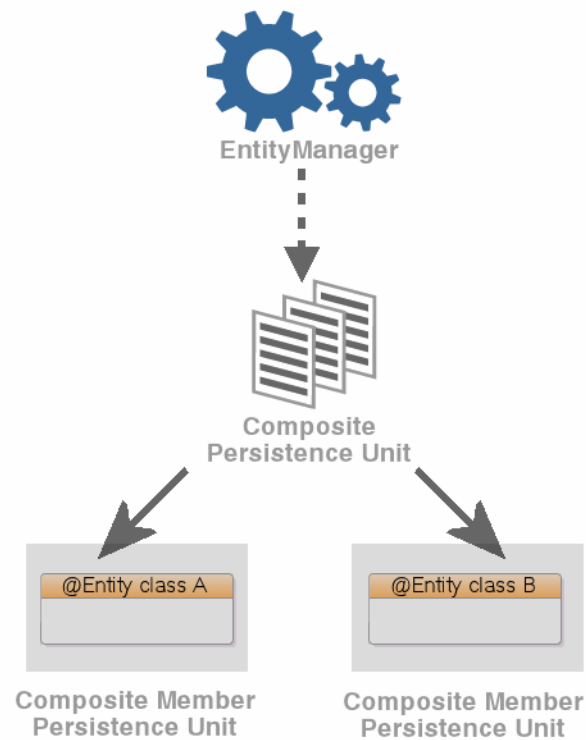 EntityManager
Composite
Persistence Unit
@Entity class A
@Entity class B
Composite Member
Persistence Unit
Composite Member
Persistence Unit